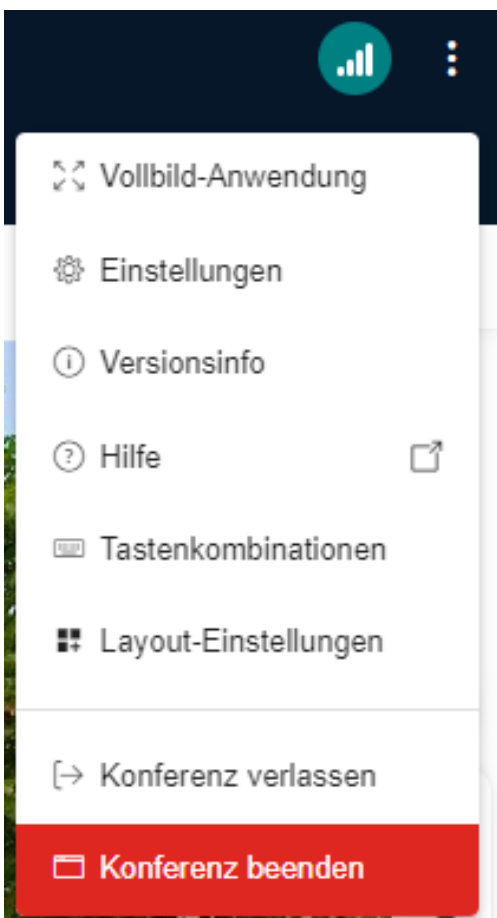 Vollbild-Anwendung
Einstellungen
Versionsinfo
Hilfe
Tastenkombinationen
Layout-Einstellungen
Konferenz verlassen
Konferenz beenden